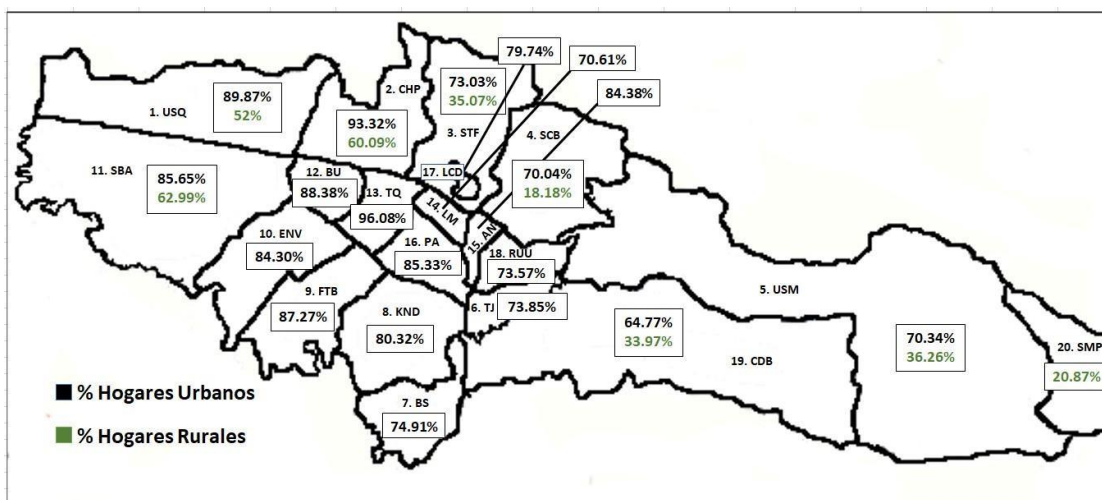 79.74%
70.61%
84.38%
2. CHP
73.03%
35.07%
89.87%
52%
1. USQ
93.32%
60.09%
3. STF
4. SCB
11. SBA
85.65%
62.99%
12. BU
88.38%
17. LCD
70.04%
18.18%
13. TQ
96.08%
14. LM
15. AN
10. ENV
84.30%
16. PA
85.33%
18. RUU
73.57%
9. FTB
87.27%
8. KND
80.32%
6. TJ
73.85%
5. USM
64.77%
33.97%
19. CDB
70.34%
36.26%
20. SMP
20.87%
7. BS
74.91%
% Hogares Urbanos
% Hogares Rurales